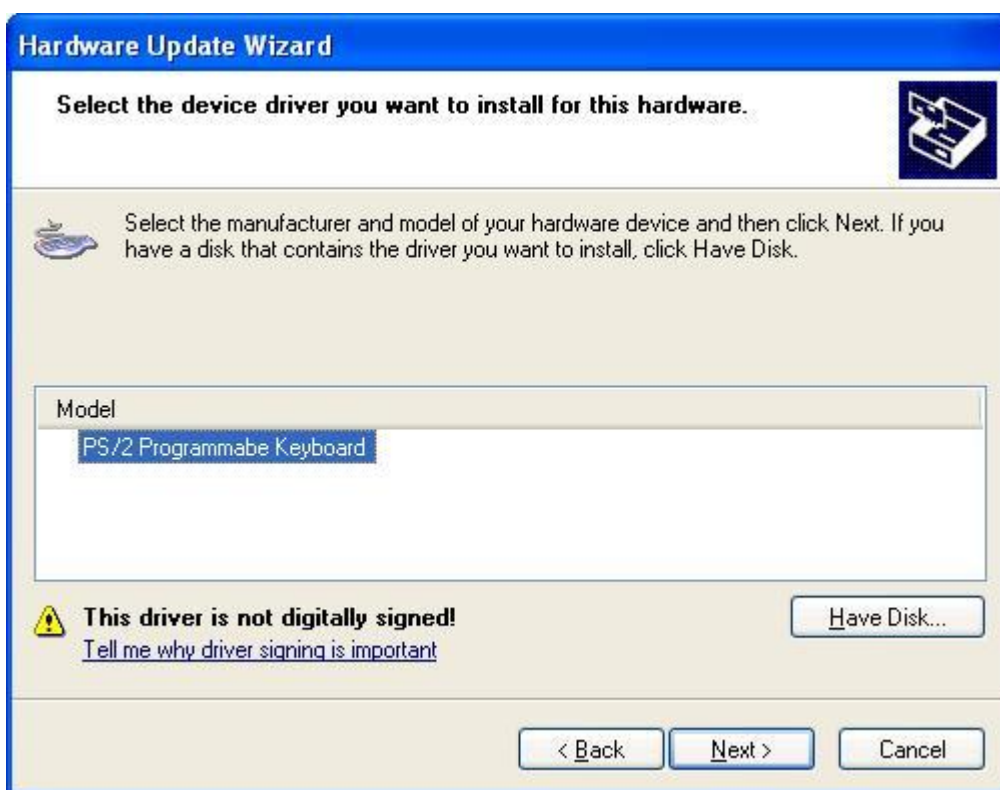 Hardware Update Wizard
Select the device driver you want to install for this hardware.
Select the manufacturer and model of your hardware device and then click Next. If you
have a disk that contains the driver you want to install, click Have Disk.
Model
PS/2 Programmabe Keyboard
This driver is not digitally signed!
Have Disk...
Tell me why driver signing is important
< Back
Next >
Cancel